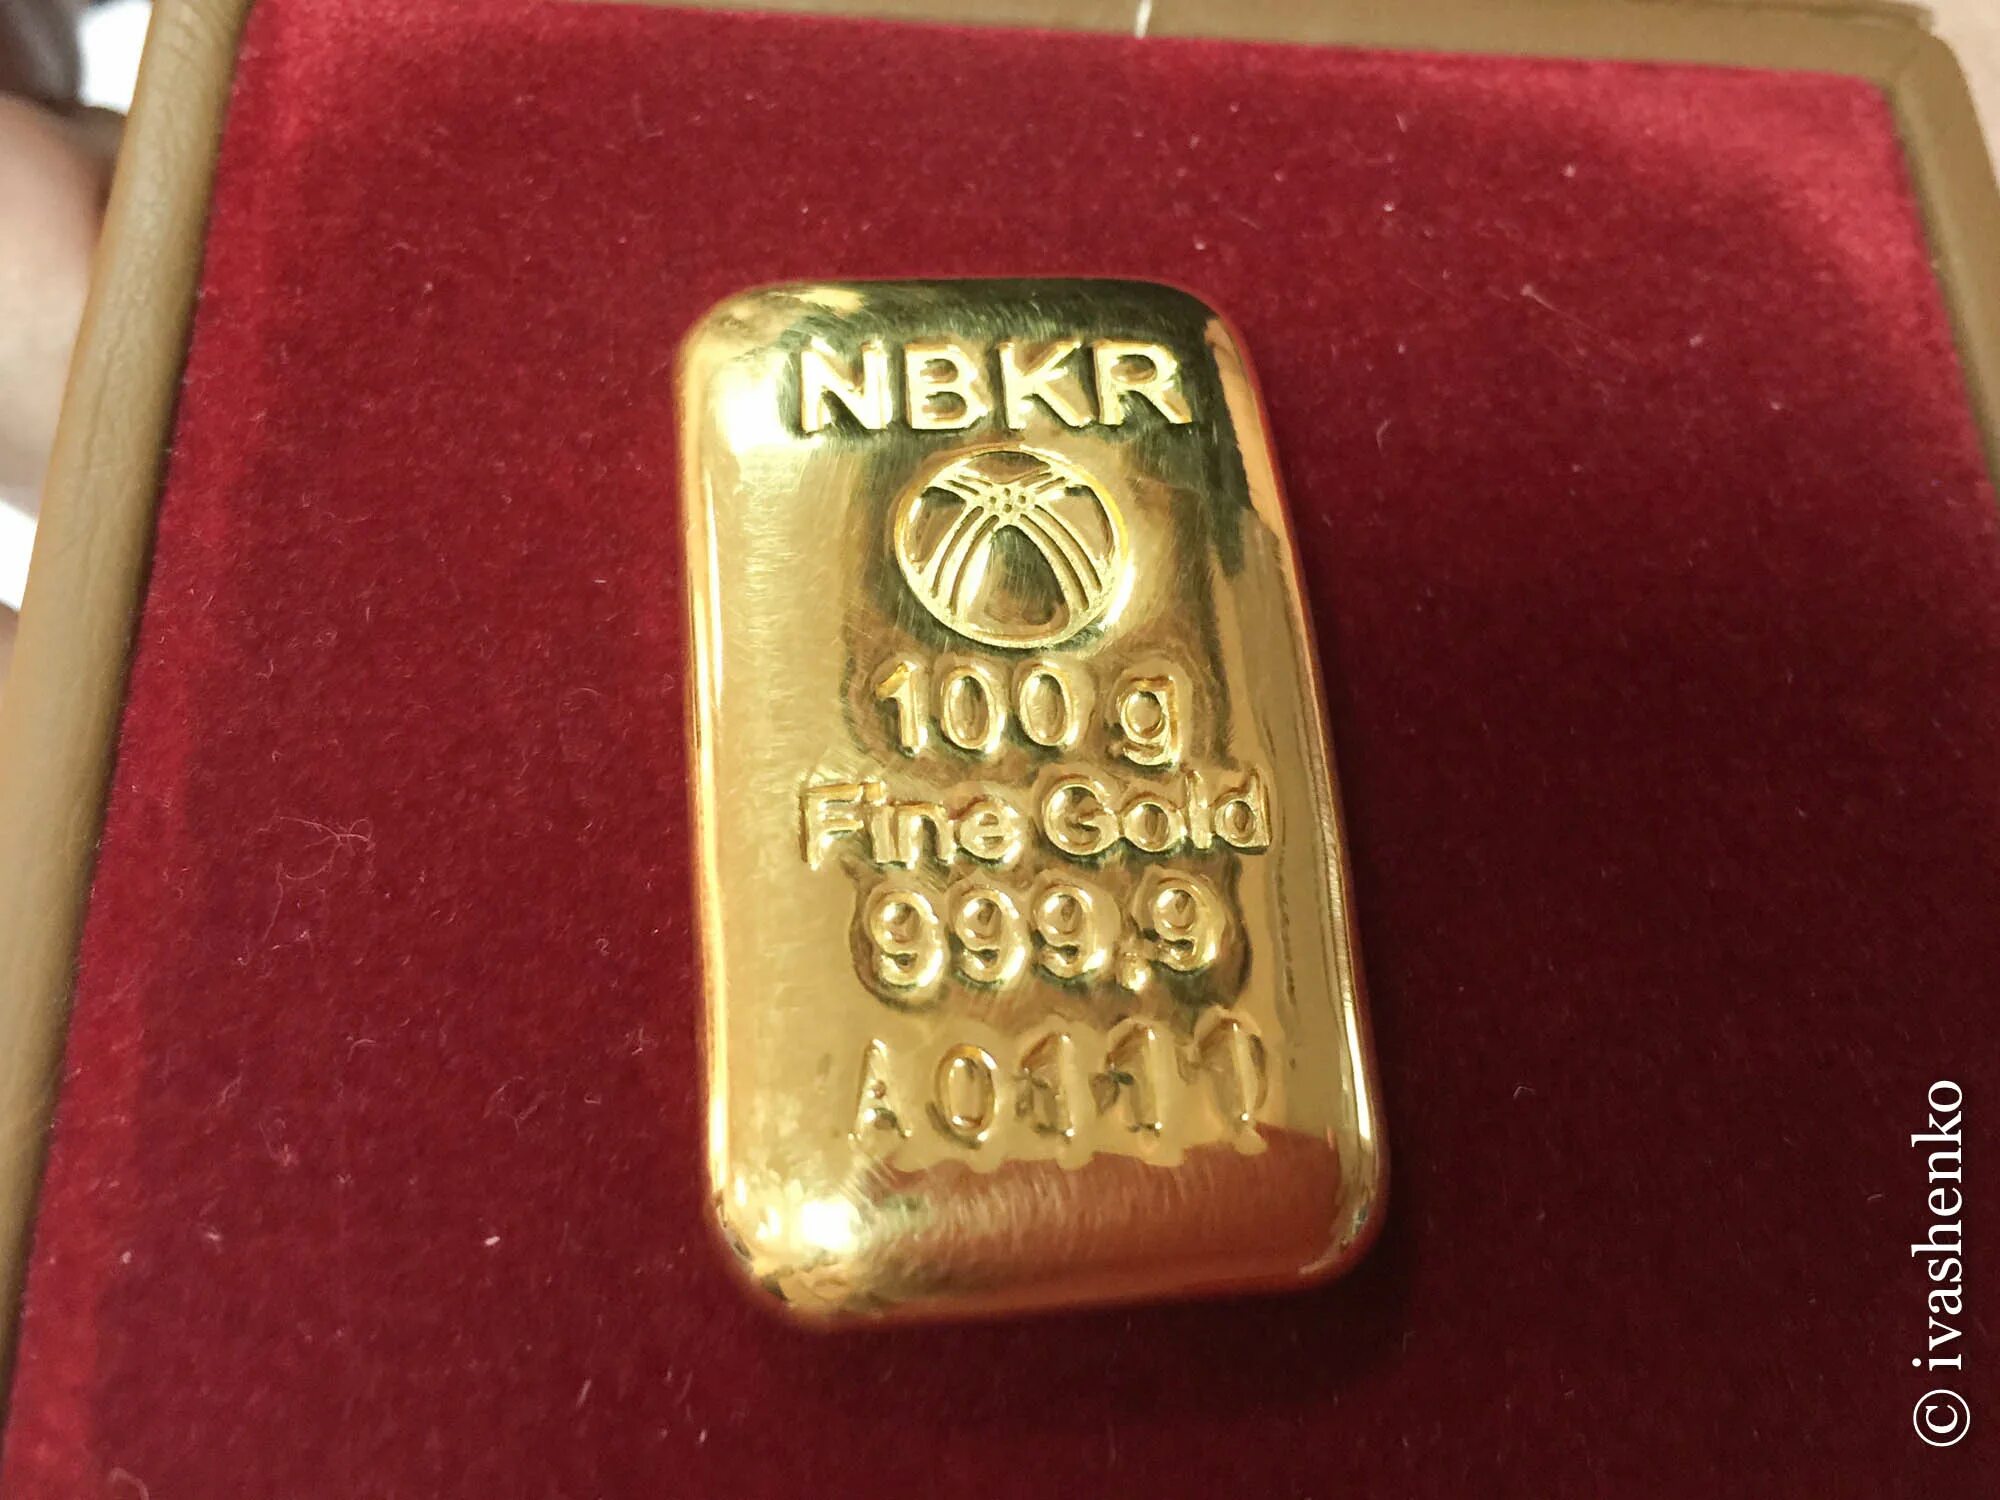 NBKR
100 g
Fine Gold
999,9
A0111
© ivashenko